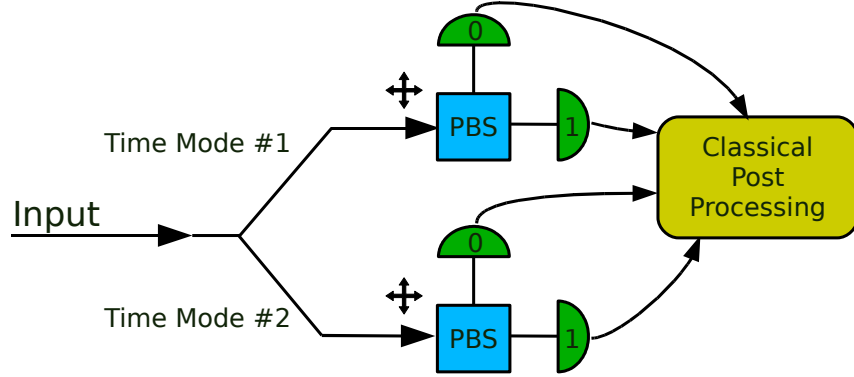 0
Time Mode #1
PBS
1
Classical
Post
Processing
Input
0
Time Mode #2
PBS
1